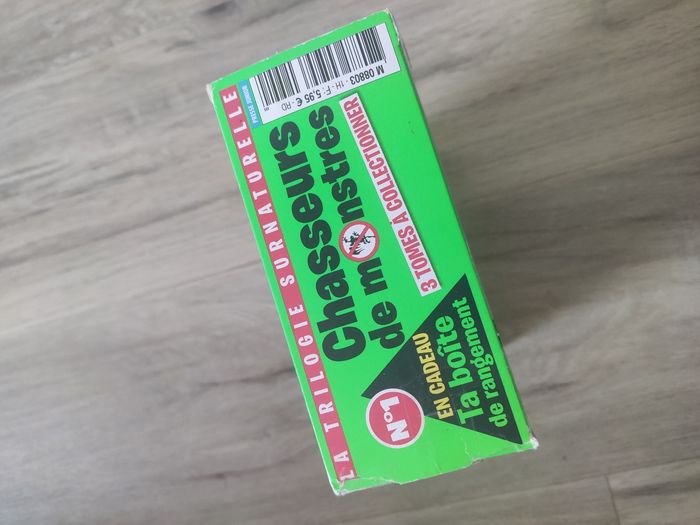 LA TRILOGIE SURNATURELLE
PRESSE JUNIOR
M 08803 - 1H - F: 5,95 € - RD
Chasseurs
de monstres
3 TOMES À COLLECTIONNER
N°1
EN CADEAU
Ta boîte
de rangement